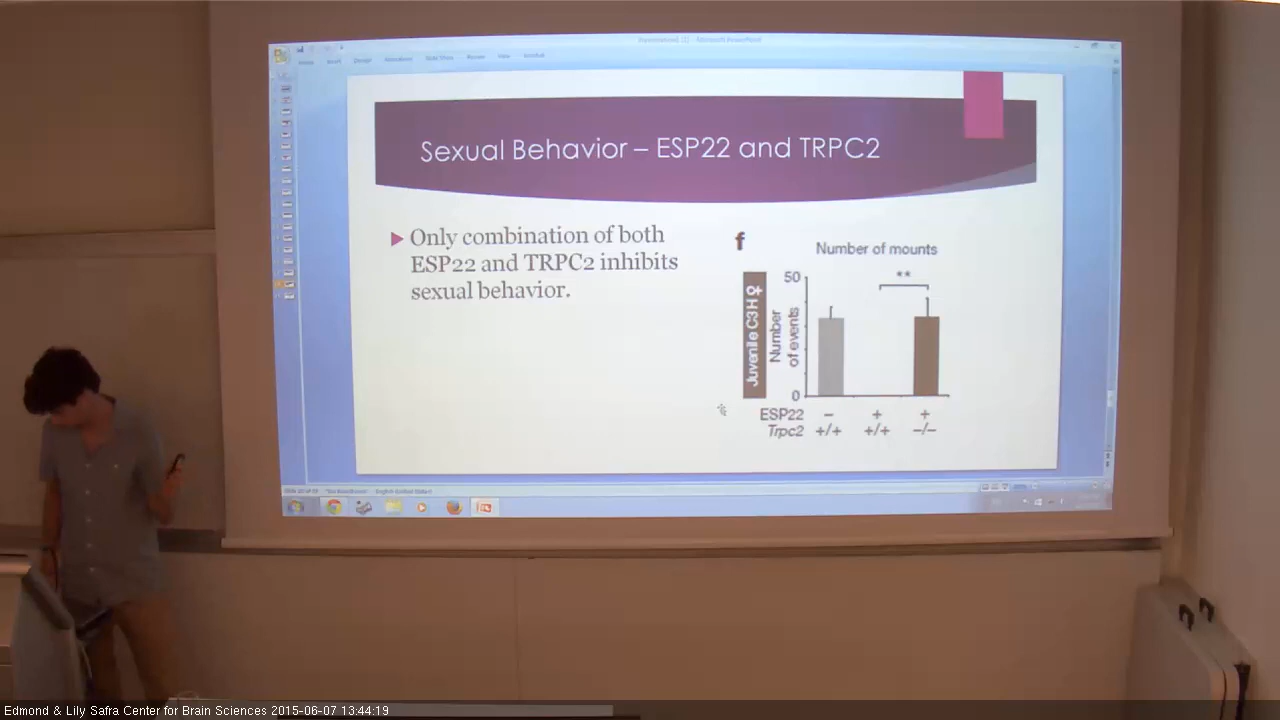 Sexual Behavior – ESP22 and TRPC2
Only combination of both
ESP22 and TRPC2 inhibits
sexual behavior.
f
Number of mounts
**
50
0
Number
of events
Juvenile C3H ♀
ESP22 – + +
Trpc2 +/+ +/+ –/–
Edmond & Lily Safra Center for Brain Sciences 2015-06-07 13:44:19